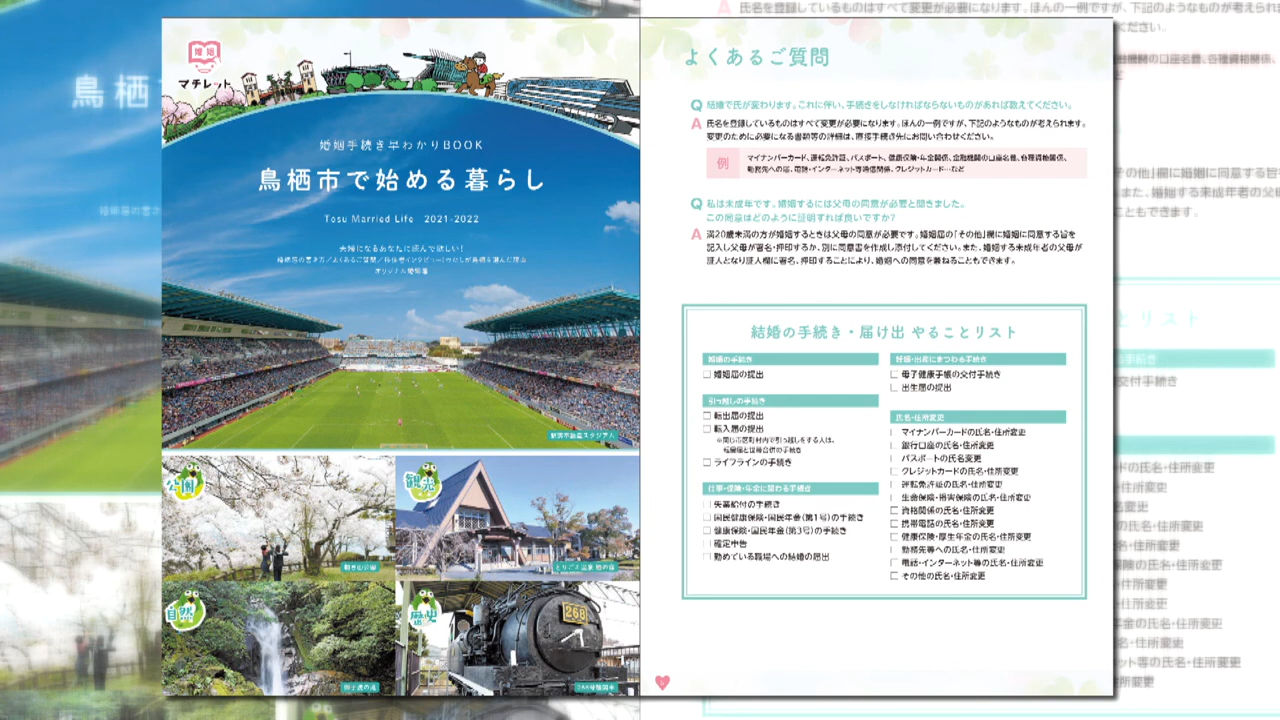 婚姻
マチレット
婚姻手続き早わかりBOOK
鳥栖市で始める暮らし
Tosu Married Life 2021-2022
夫婦になるあなたに読んで欲しい!
オリジナル婚姻届
駅前不動産スタジアム
公園
観光
自然
歴史
268
よくあるご質問
Q 結婚で氏が変わります。これに伴い、手続きをしなければならないものがあれば教えてください。
A 氏名を登録しているものはすべて変更が必要になります。ほんの一例ですが、下記のようなものが考えられます。
変更のために必要になる書類等の詳細は、直接手続き先にお問い合わせください。
例
マイナンバーカード、運転免許証、パスポート、健康保険・年金関係、金融機関の口座名義、各種資格関係、
勤務先への届、電話・インターネット等通信関係、クレジットカード…など
Q 私は未成年です。婚姻するには父母の同意が必要と聞きました。
この同意はどのように証明すれば良いですか?
A 満20歳未満の方が婚姻するときは父母の同意が必要です。婚姻届の「その他」欄に婚姻に同意する旨を
記入し父母が署名・押印するか、別に同意書を作成し添付してください。また、婚姻する未成年者の父母が
証人となり証人欄に署名、押印することにより、婚姻への同意を兼ねることもできます。
結婚の手続き・届け出 やることリスト
結婚の手続き
婚姻届の提出
引っ越しの手続き
転出届の提出
転入届の提出
※同じ市区町村内で引っ越しをする人は、
転居届と世帯合併の手続き
ライフラインの手続き
仕事・保険・年金に関わる手続き
失業給付の手続き
国民健康保険・国民年金(第1号)の手続き
健康保険・国民年金(第3号)の手続き
確定申告
勤めている職場への結婚の届出
妊娠・出産にまつわる手続き
母子健康手帳の交付手続き
出生届の提出
氏名・住所変更
マイナンバーカードの氏名・住所変更
銀行口座の氏名・住所変更
パスポートの氏名変更
クレジットカードの氏名・住所変更
運転免許証の氏名・住所変更
生命保険・損害保険の氏名・住所変更
資格関係の氏名・住所変更
携帯電話の氏名・住所変更
健康保険・厚生年金の氏名・住所変更
勤務先等への氏名・住所変更
電話・インターネット等の氏名・住所変更
その他の氏名・住所変更